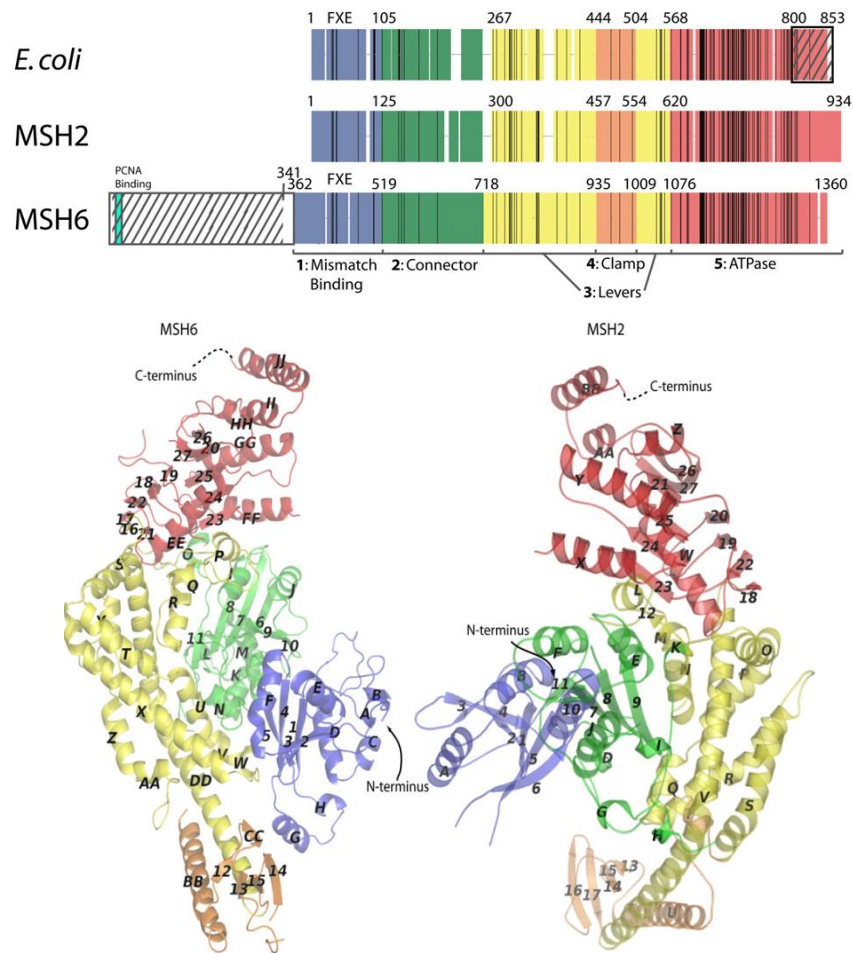 1 FXE 105 267 444 504 568 800 853
E. coli
1 125 300 457 554 620 934
MSH2
PCNA
Binding
341
362 FXE 519 718 935 1009 1076 1360
MSH6
1: Mismatch
Binding
2: Connector
4: Clamp
5: ATPase
3: Levers
MSH6
C-terminus
JJ
II
HH
GG
26
20
27
25
19
18
24
22
17
16
23
FF
21
EE
O
P
S
I
Q
J
R
8
7
6
9
11
10
L
T
M
K
E
B
F
A
U
N
4
X
1
D
5
3
2
C
Z
V
W
AA
DD
N-terminus
H
G
CC
BB
12
13
15
14
MSH2
BB
C-terminus
Z
AA
Y
26
21
27
25
20
24
W
19
X
22
23
18
L
12
N-terminus
M
K
O
F
E
P
N
B
11
8
3
4
10
7
9
2
1
J
5
D
I
A
6
Q
V
R
S
G
H
15
13
14
16
17
U